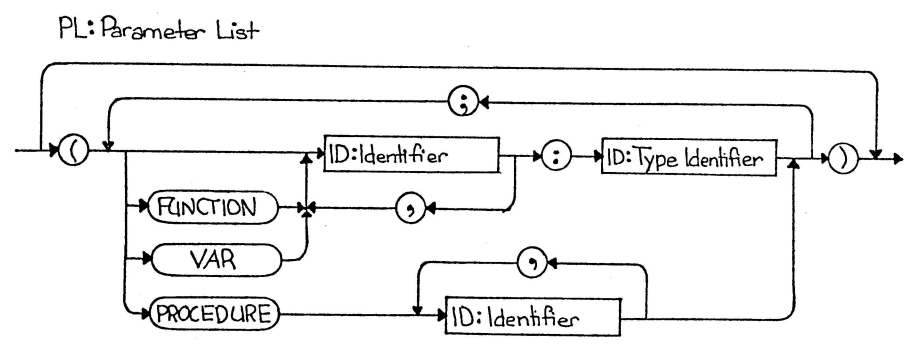 PL: Parameter List
;
( ID: Identifier : ID: Type Identifier )
FUNCTION ,
VAR
,
PROCEDURE ID: Identifier